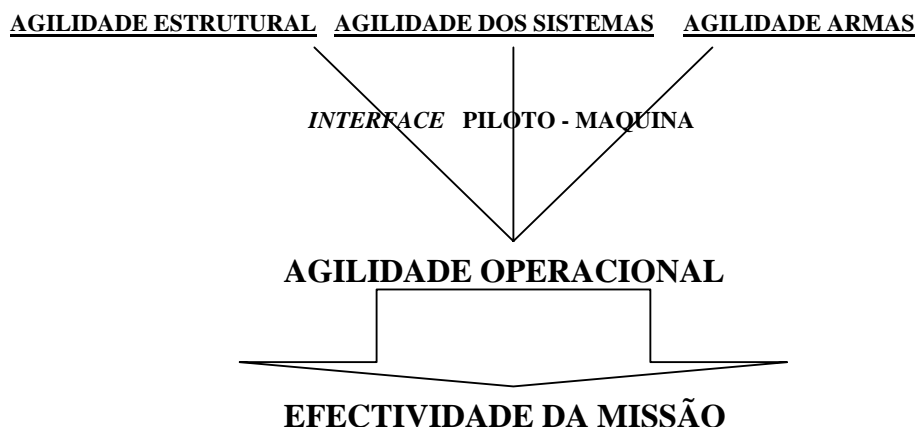 AGILIDADE ESTRUTURAL AGILIDADE DOS SISTEMAS AGILIDADE ARMAS
INTERFACE PILOTO - MAQUINA
AGILIDADE OPERACIONAL
EFECTIVIDADE DA MISSÃO